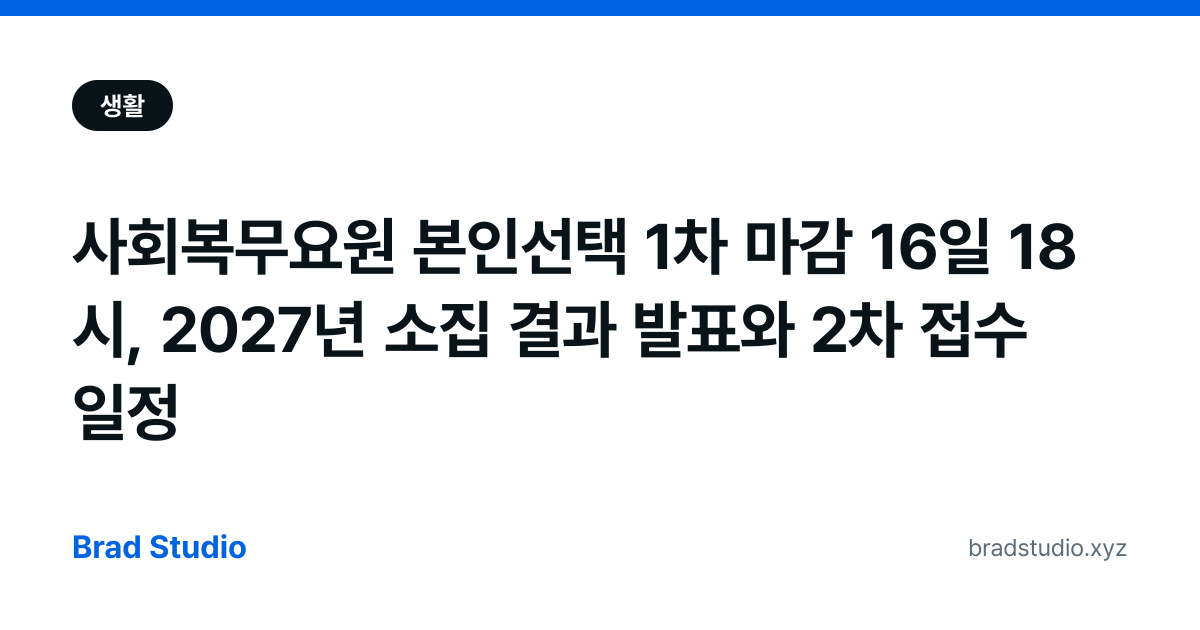 생활
사회복무요원 본인선택 1차 마감 16일 18
시, 2027년 소집 결과 발표와 2차 접수
일정
Brad Studio
bradstudio.xyz